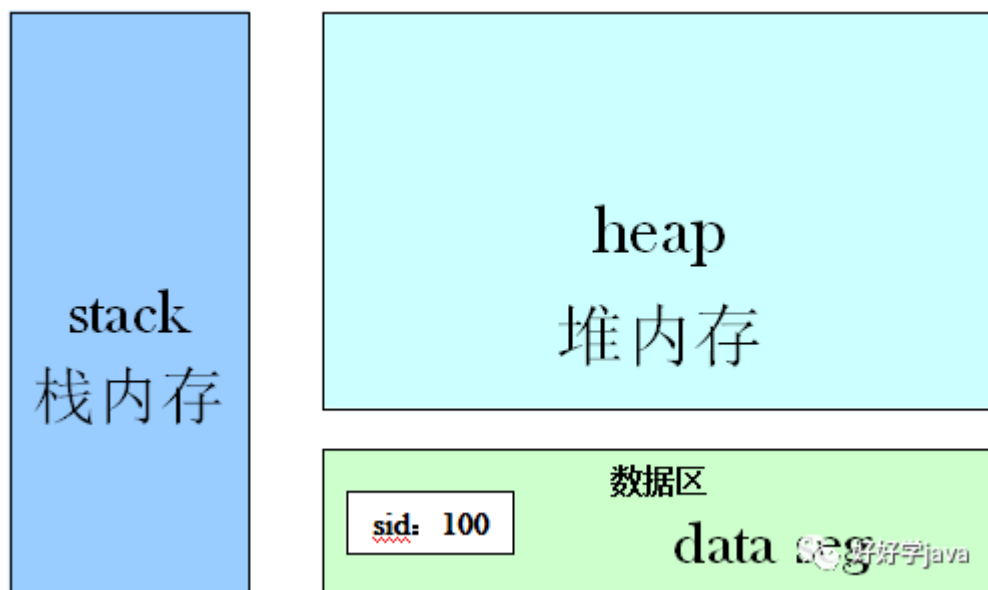 stack
栈内存
heap
堆内存
数据区
sid：100
data seg
好好学java